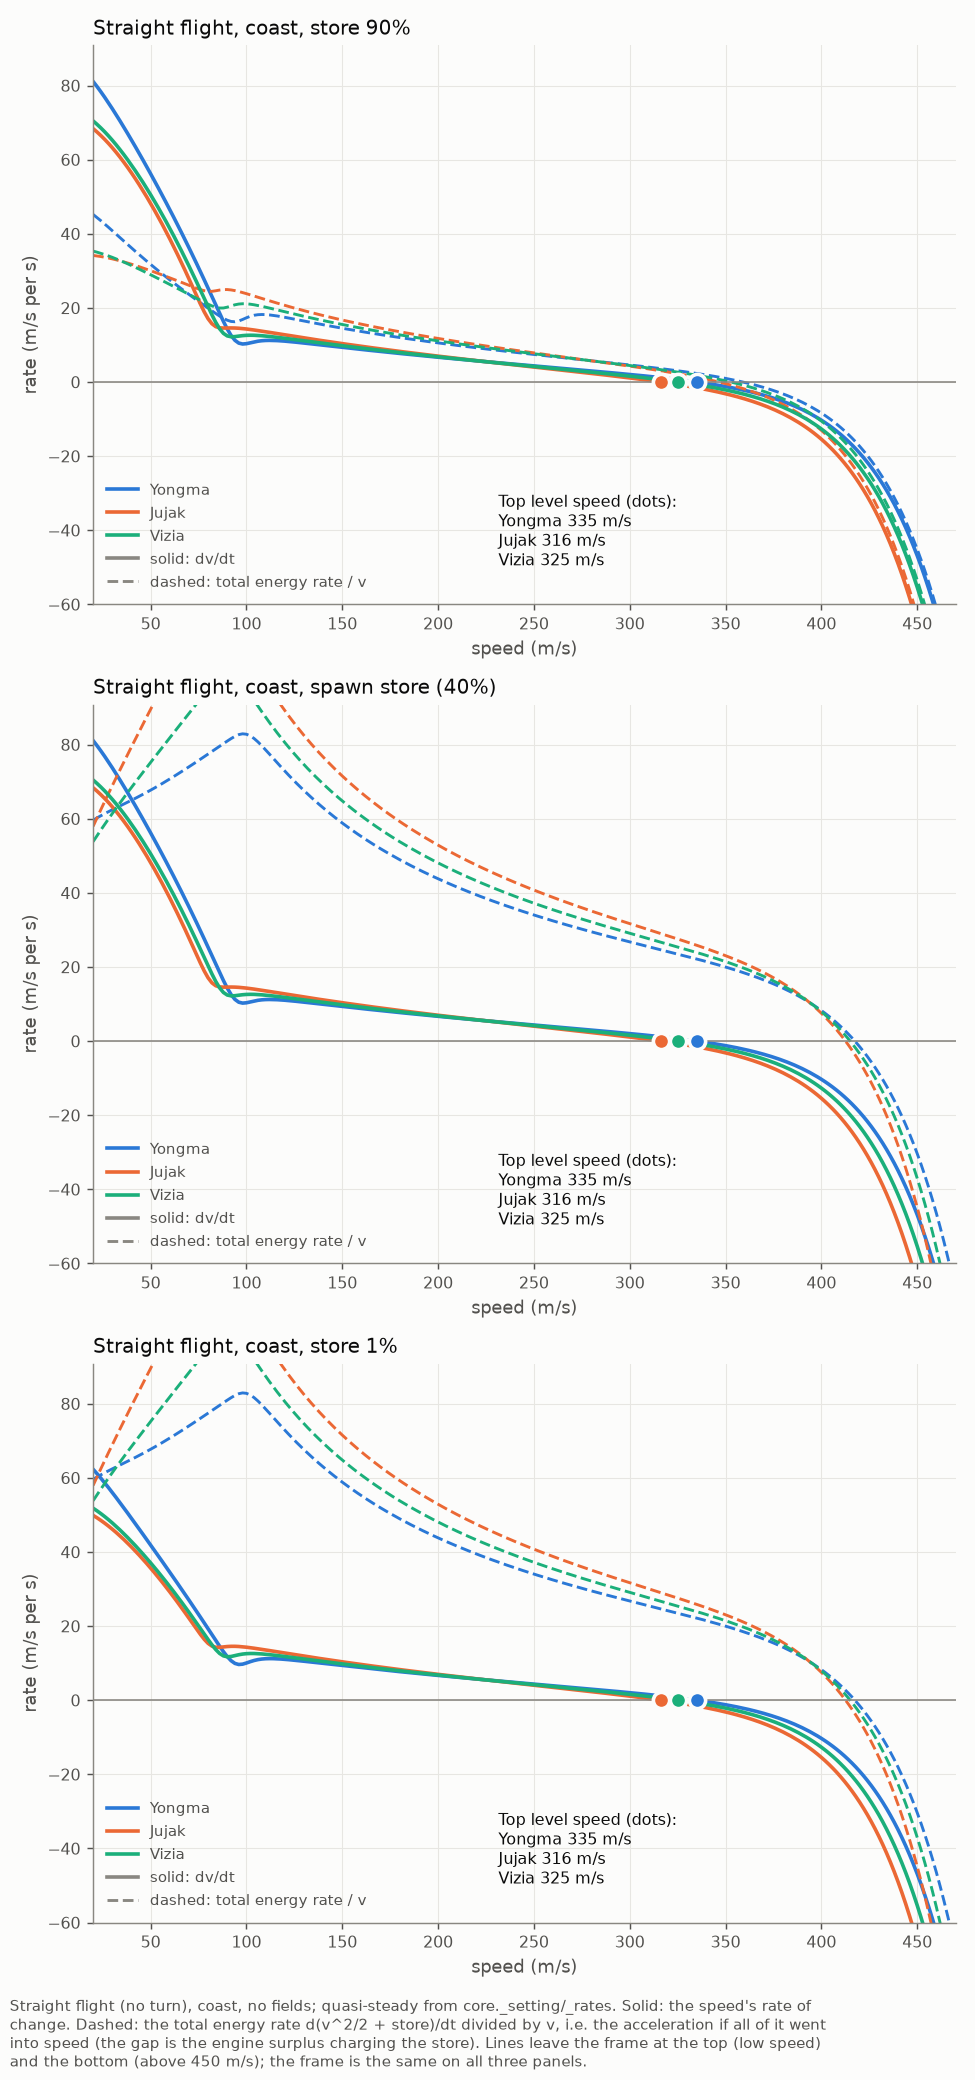 Straight flight, coast, store 90%
80
60
40
20
0
−20
−40
−60
rate (m/s per s)
Yongma
Jujak
Vizia
solid: dv/dt
dashed: total energy rate / v
Top level speed (dots):
Yongma 335 m/s
Jujak 316 m/s
Vizia 325 m/s
50 100 150 200 250 300 350 400 450
speed (m/s)
Straight flight, coast, spawn store (40%)
80
60
40
20
0
−20
−40
−60
rate (m/s per s)
Yongma
Jujak
Vizia
solid: dv/dt
dashed: total energy rate / v
Top level speed (dots):
Yongma 335 m/s
Jujak 316 m/s
Vizia 325 m/s
50 100 150 200 250 300 350 400 450
speed (m/s)
Straight flight, coast, store 1%
80
60
40
20
0
−20
−40
−60
rate (m/s per s)
Yongma
Jujak
Vizia
solid: dv/dt
dashed: total energy rate / v
Top level speed (dots):
Yongma 335 m/s
Jujak 316 m/s
Vizia 325 m/s
50 100 150 200 250 300 350 400 450
speed (m/s)
Straight flight (no turn), coast, no fields; quasi-steady from core._setting/_rates. Solid: the speed's rate of
change. Dashed: the total energy rate d(v^2/2 + store)/dt divided by v, i.e. the acceleration if all of it went
into speed (the gap is the engine surplus charging the store). Lines leave the frame at the top (low speed)
and the bottom (above 450 m/s); the frame is the same on all three panels.